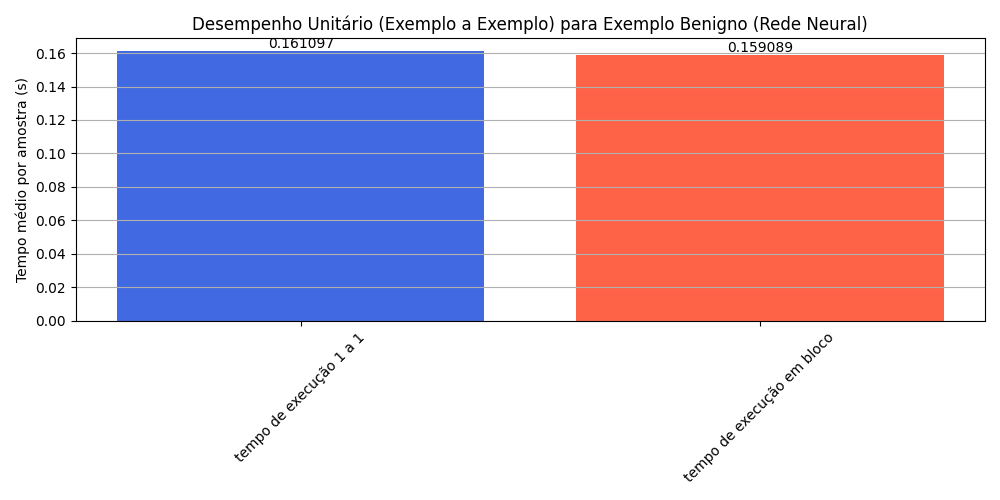 Desempenho Unitário (Exemplo a Exemplo) para Exemplo Benigno (Rede Neural)
0.161097
0.159089
Tempo médio por amostra (s)
0.16
0.14
0.12
0.10
0.08
0.06
0.04
0.02
0.00
tempo de execução 1 a 1
tempo de execução em bloco